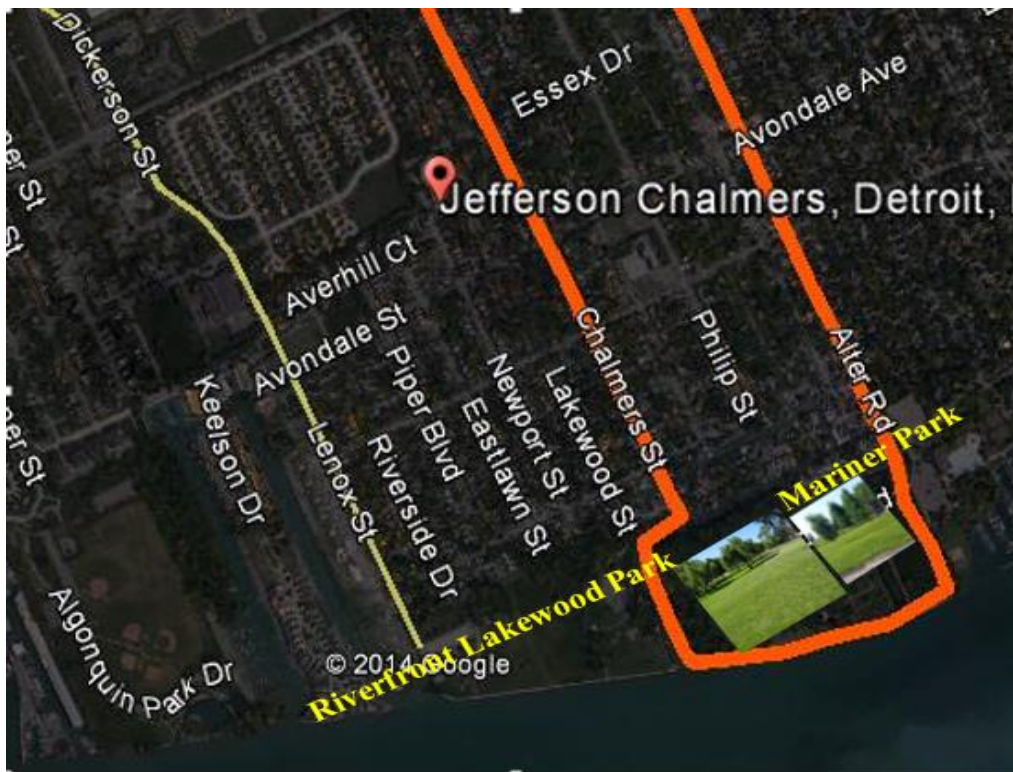 Dickerson St
Essex Dr
Avondale Ave
Jefferson Chalmers, Detroit,
Averhill Ct
Avondale St
Chalmers St
Philip St
Alter Rd
Keelson Dr
Lenox St
Piper Blvd
Riverside Dr
Newport St
Eastlawn St
Lakewood St
Mariner Park
Riverfront Lakewood Park
Algonquin Park Dr
© 2014 Google